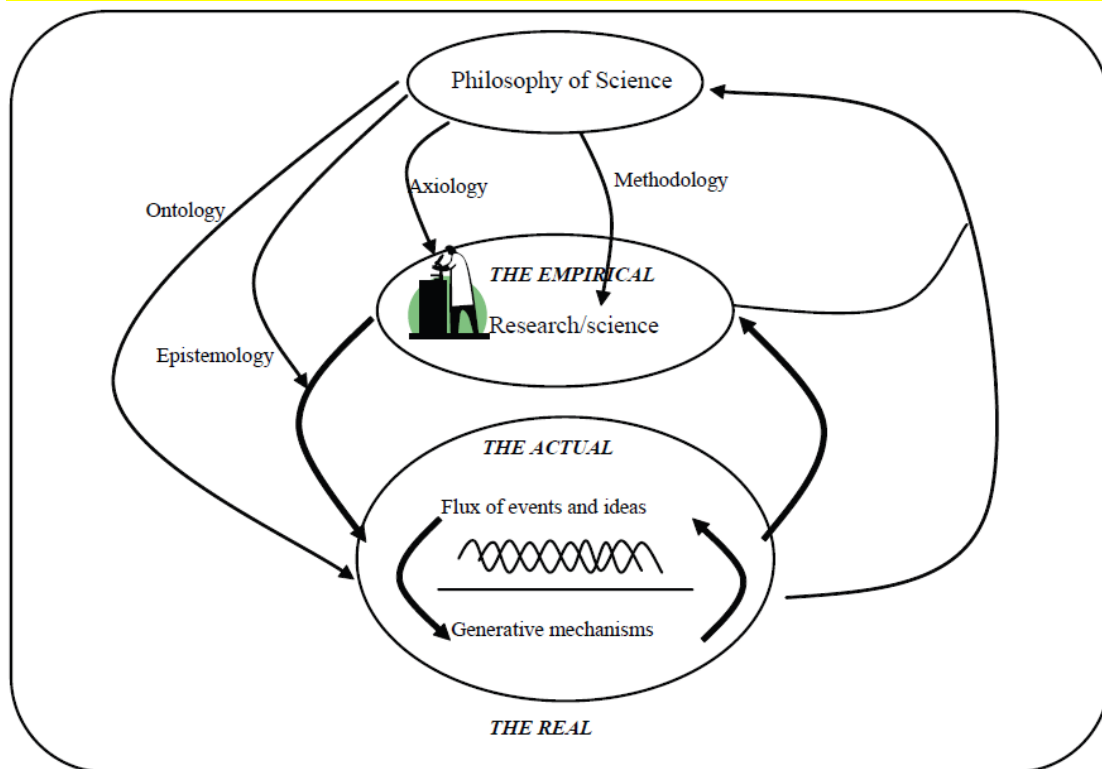 Philosophy of Science
Axiology
Methodology
Ontology
THE EMPIRICAL
Research/science
Epistemology
THE ACTUAL
Flux of events and ideas
Generative mechanisms
THE REAL